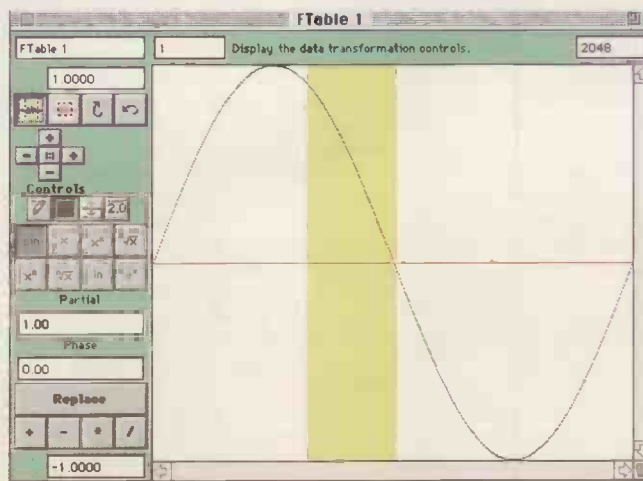 FTable 1
FTable 1
1
Display the data transformation controls.
2048
1.0000
Controls
2.0
sin
Partial
1.00
Phase
0.00
Replace
+ - * /
-1.0000